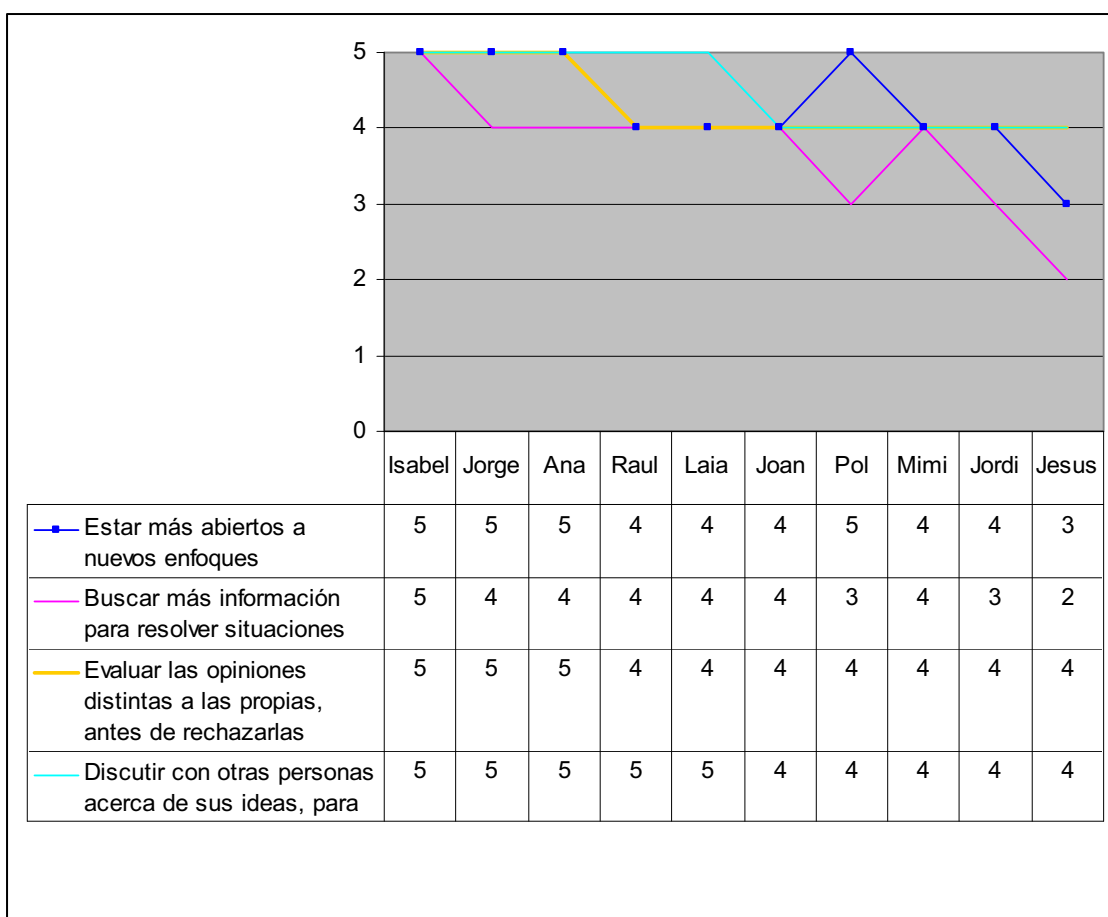 5
4
3
2
1
0
Isabel Jorge Ana Raul Laia Joan Pol Mimi Jordi Jesus
Estar más abiertos a
nuevos enfoques
5 5 5 4 4 4 5 4 4 3
Buscar más información
para resolver situaciones
5 4 4 4 4 4 3 4 3 2
Evaluar las opiniones
distintas a las propias,
antes de rechazarlas
5 5 5 4 4 4 4 4 4 4
Discutir con otras personas
acerca de sus ideas, para
5 5 5 5 5 4 4 4 4 4